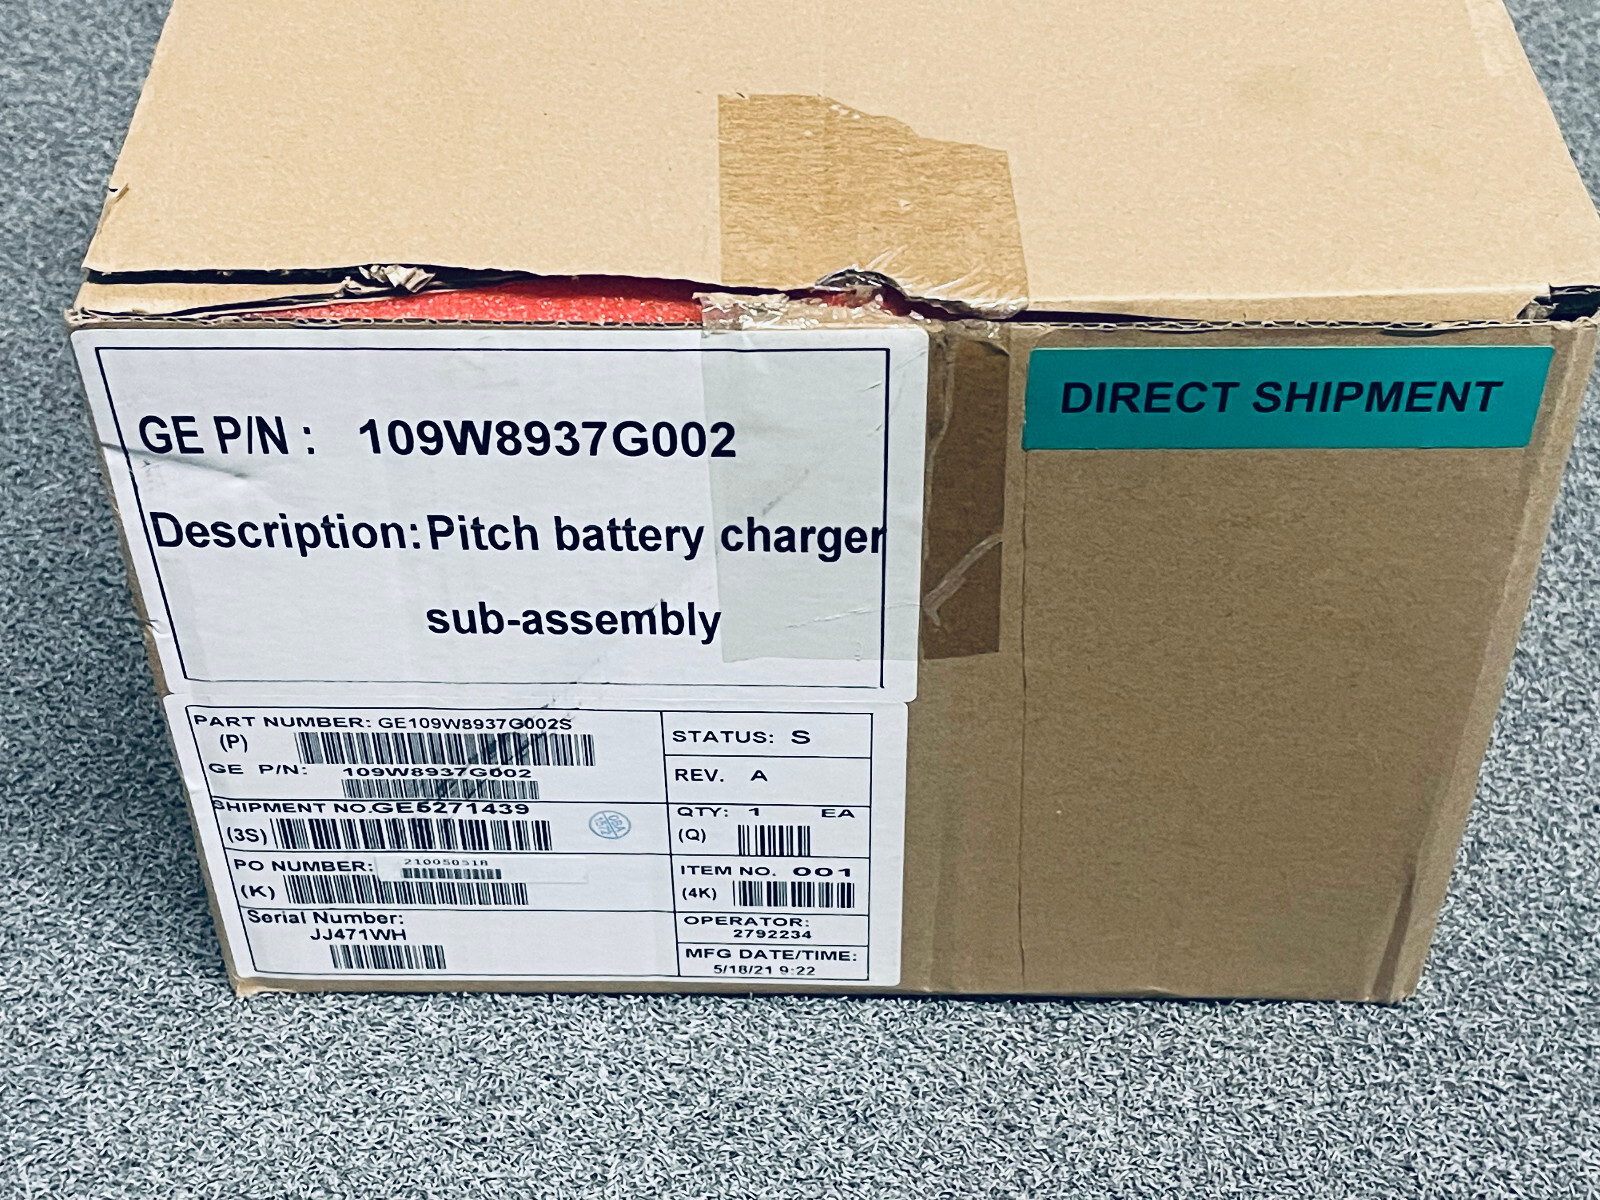 GE P/N : 109W8937G002
Description: Pitch battery charger
sub-assembly
DIRECT SHIPMENT
PART NUMBER: GE109W8937G002S
(P)
GE P/N: 109W8937G002
SHIPMENT NO.GE5271439
(3S)
PO NUMBER: 21005051B
(K)
Serial Number:
JJ471WH
STATUS: S
REV. A
QTY: 1 EA
(Q)
ITEM NO. 001
(4K)
OPERATOR:
2792234
MFG DATE/TIME:
5/18/21 9:22